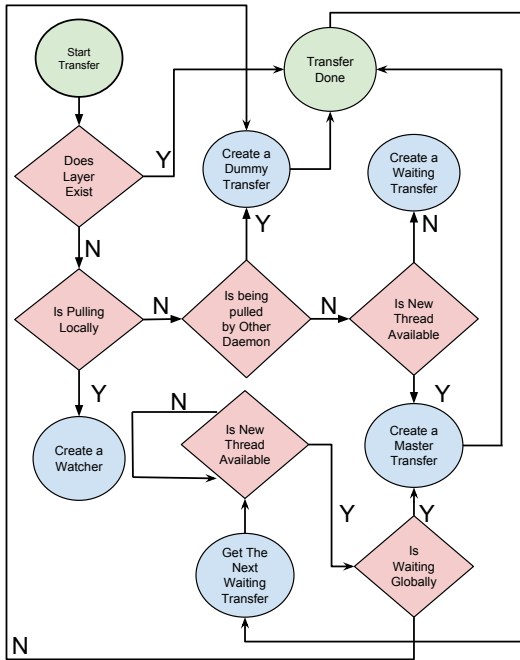 Start
Transfer
Transfer
Done
Does
Layer
Exist
Y
Create a
Dummy
Transfer
Create a
Waiting
Transfer
N
Y
N
Is Pulling
Locally
N
Is being
pulled
by Other
Daemon
N
Is New
Thread
Available
Y
Y
Create a
Watcher
N
Is New
Thread
Available
Create a
Master
Transfer
Y
Y
Get The
Next
Waiting
Transfer
Is
Waiting
Globally
N